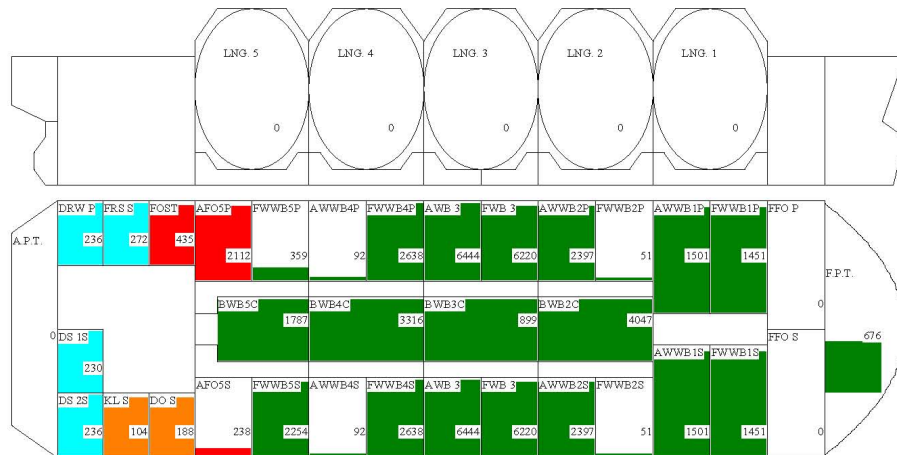 LNG. 5 LNG. 4 LNG. 3 LNG. 2 LNG. 1
0 0 0 0 0
DRW P FRS S FOST AFO5P FWWB5P AWWB4P FWWB4P AWB 3 FWB 3 AWWB2P FWWB2P AWWB1P FWWB1P FFO P
A.P.T. 236 272 435 2112 359 92 2638 6444 6220 2397 51 1501 1451 F.P.T.
0
BWB5C BWB4C BWB3C BWB2C
1787 3316 899 4047
0 DS 1S FFO S 676
AWWB1S FWWB1S
230
AFO5S FWWB5S AWWB4S FWWB4S AWB 3 FWB 3 AWWB2S FWWB2S
DS 2S KL S DO S
236 104 188 238 2254 92 2638 6444 6220 2397 51 1501 1451 0